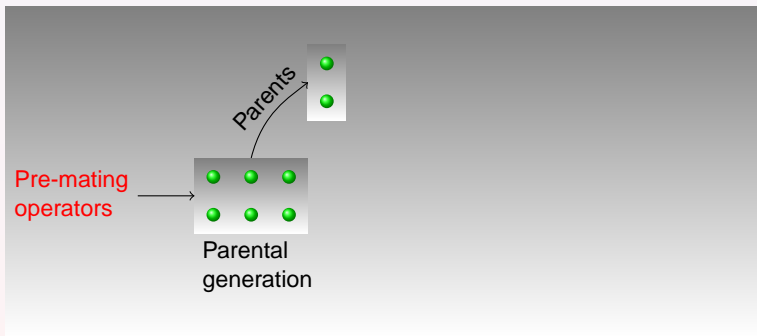 Parents
Pre-mating
operators
Parental
generation